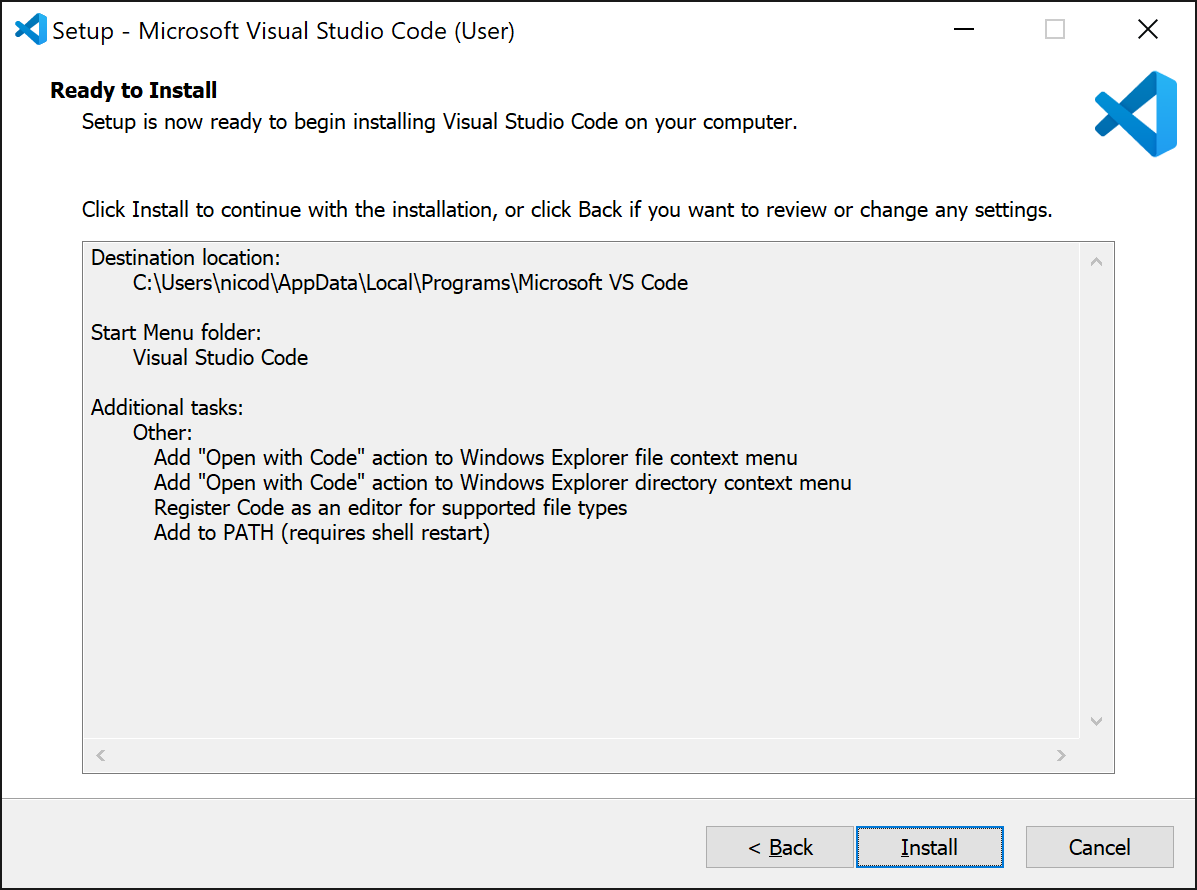 Setup - Microsoft Visual Studio Code (User)
Ready to Install
Setup is now ready to begin installing Visual Studio Code on your computer.
Click Install to continue with the installation, or click Back if you want to review or change any settings.
Destination location:
C:\Users\nicod\AppData\Local\Programs\Microsoft VS Code
Start Menu folder:
Visual Studio Code
Additional tasks:
Other:
Add "Open with Code" action to Windows Explorer file context menu
Add "Open with Code" action to Windows Explorer directory context menu
Register Code as an editor for supported file types
Add to PATH (requires shell restart)
< Back
Install
Cancel